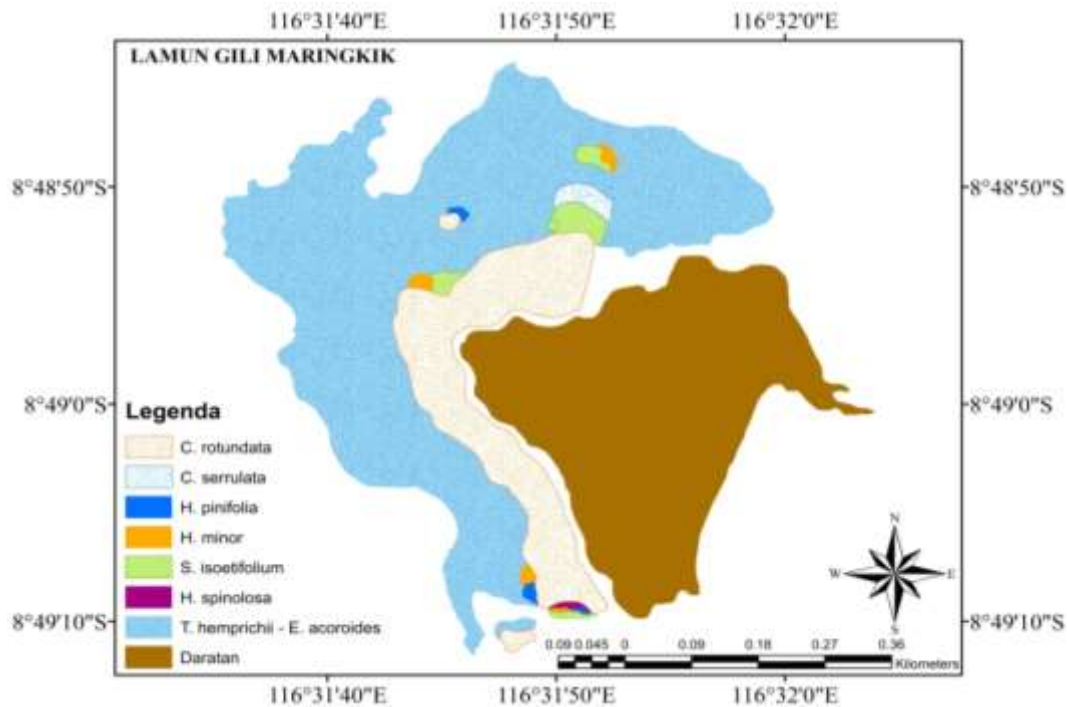 116°31'40"E 116°31'50"E 116°32'0"E
LAMUN GILI MARINGKIK
8°48'50"S 8°48'50"S
8°49'0"S 8°49'0"S
Legenda
C. rotundata
C. serrulata
H. pinifolia
H. minor
S. isoetifolium
H. spinolosa
T. hemprichii - E. acoroides
Daratan
N
W E
S
8°49'10"S 8°49'10"S
0.09 0.045 0 0.09 0.18 0.27 0.36
Kilometers
116°31'40"E 116°31'50"E 116°32'0"E